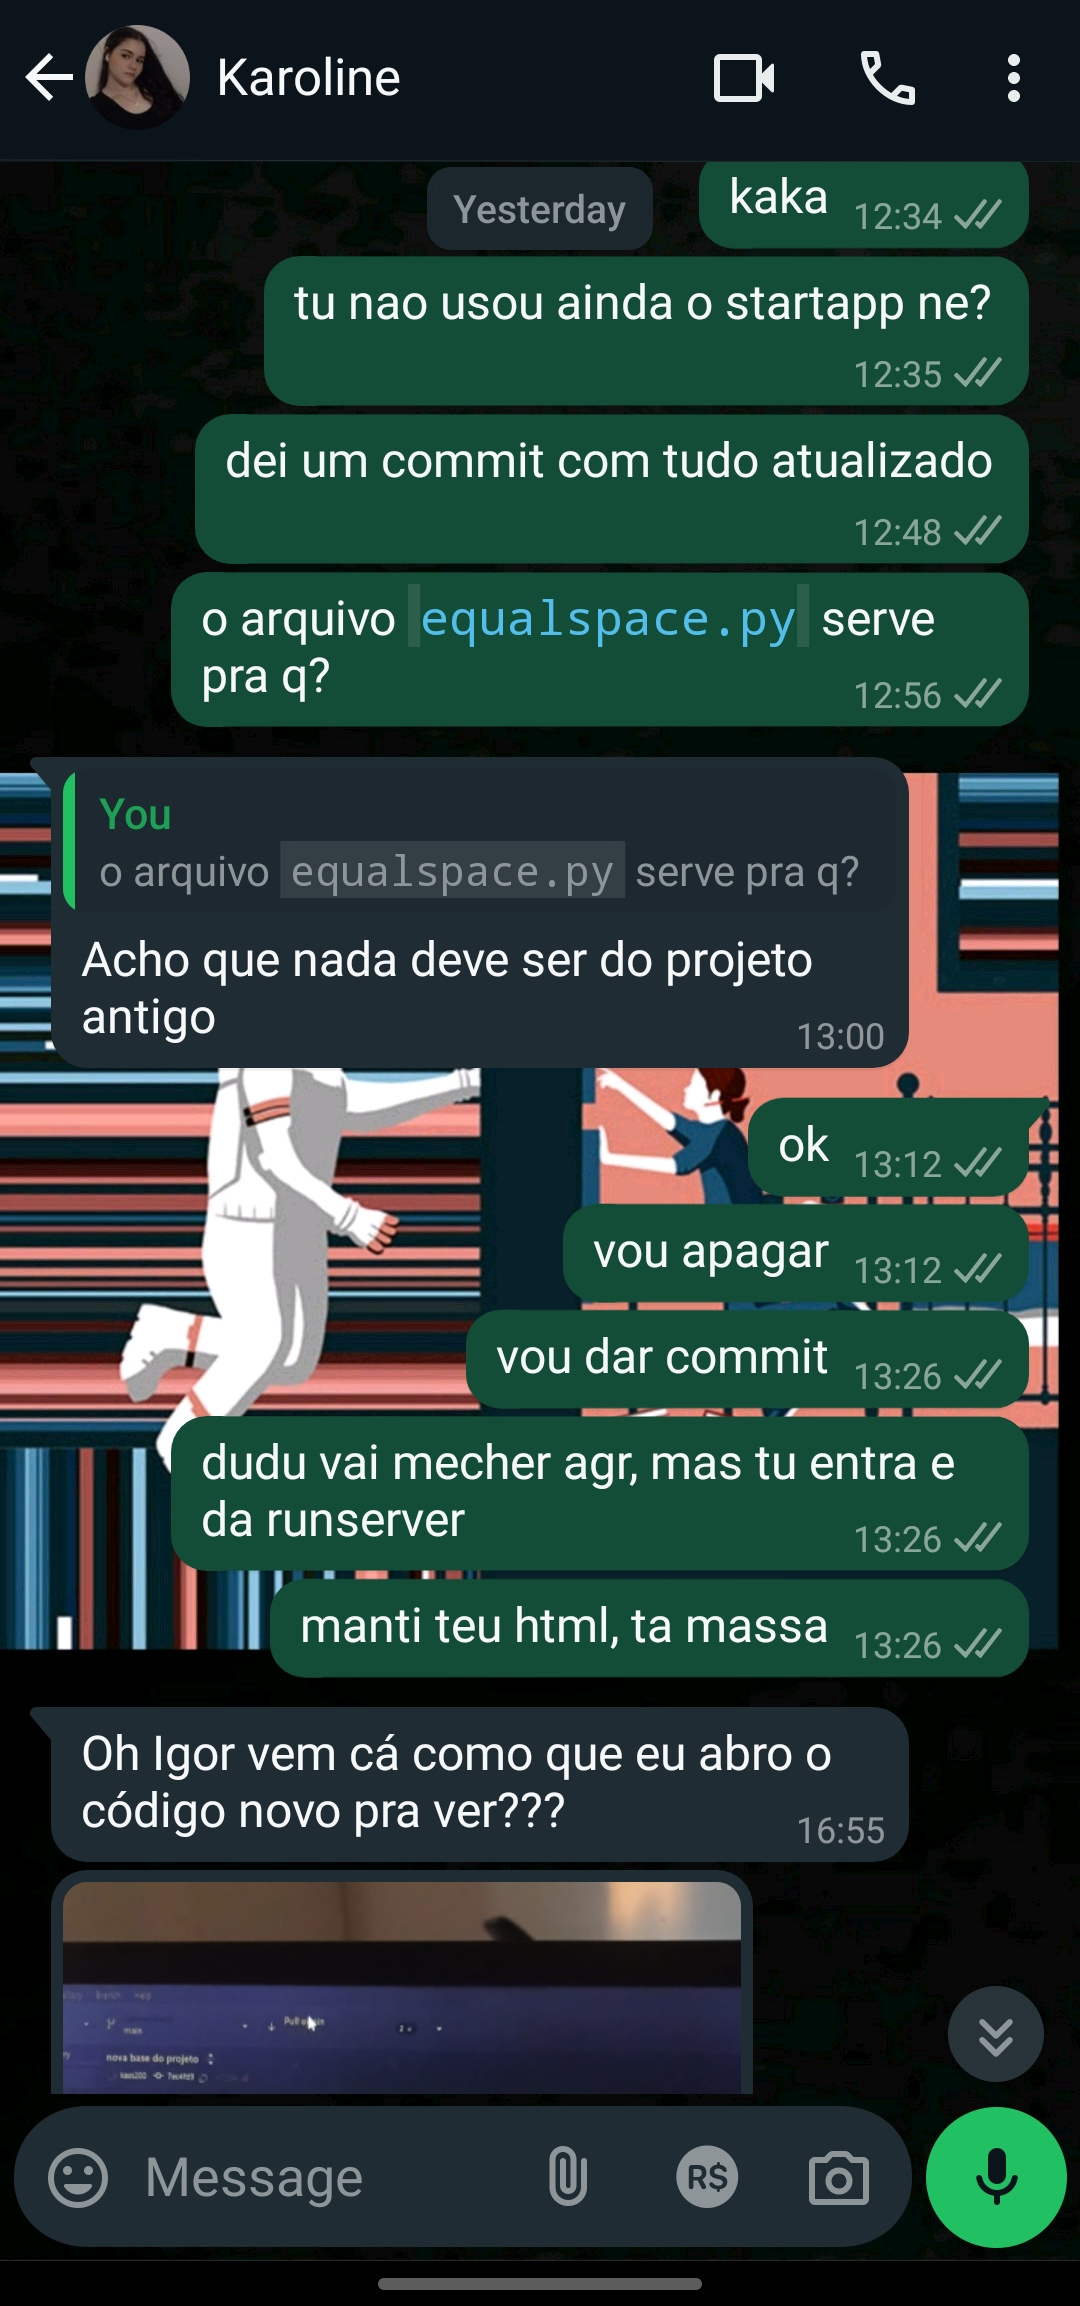 Karoline
Yesterday
kaka 12:34
tu nao usou ainda o startapp ne?
12:35
dei um commit com tudo atualizado
12:48
o arquivo equalspace.py serve
pra q?
12:56
You
o arquivo equalspace.py serve pra q?
Acho que nada deve ser do projeto
antigo
13:00
ok 13:12
vou apagar 13:12
vou dar commit 13:26
dudu vai mecher agr, mas tu entra e
da runserver
13:26
manti teu html, ta massa 13:26
Oh Igor vem cá como que eu abro o
código novo pra ver???
16:55
Branch Help
main
nova base do projeto
Message R$